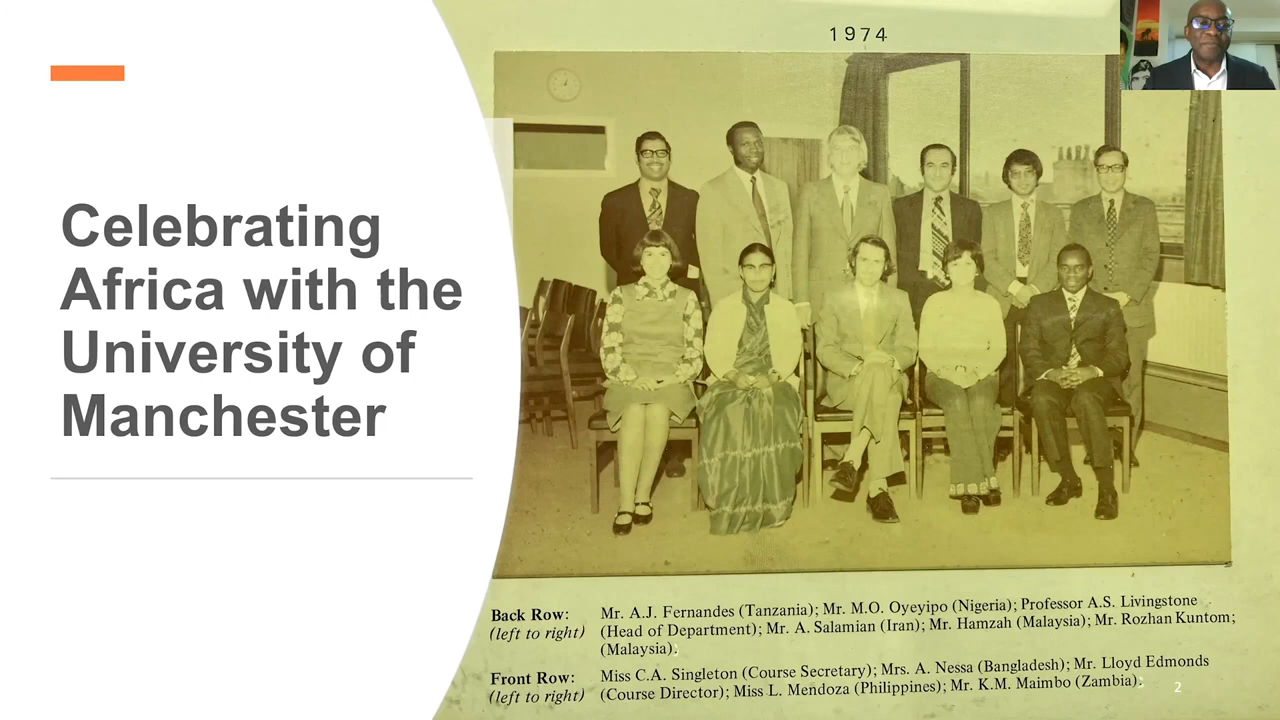 Celebrating
Africa with the
University of
Manchester
1974
Back Row: Mr. A.J. Fernandes (Tanzania); Mr. M.O. Oyeyipo (Nigeria); Professor A.S. Livingstone
(left to right) (Head of Department); Mr. A. Salamian (Iran); Mr. Hamzah (Malaysia); Mr. Rozhan Kuntom;
(Malaysia).
Front Row: Miss C.A. Singleton (Course Secretary); Mrs. A. Nessa (Bangladesh); Mr. Lloyd Edmonds
(left to right) (Course Director); Miss L. Mendoza (Philippines); Mr. K.M. Maimbo (Zambia).
2